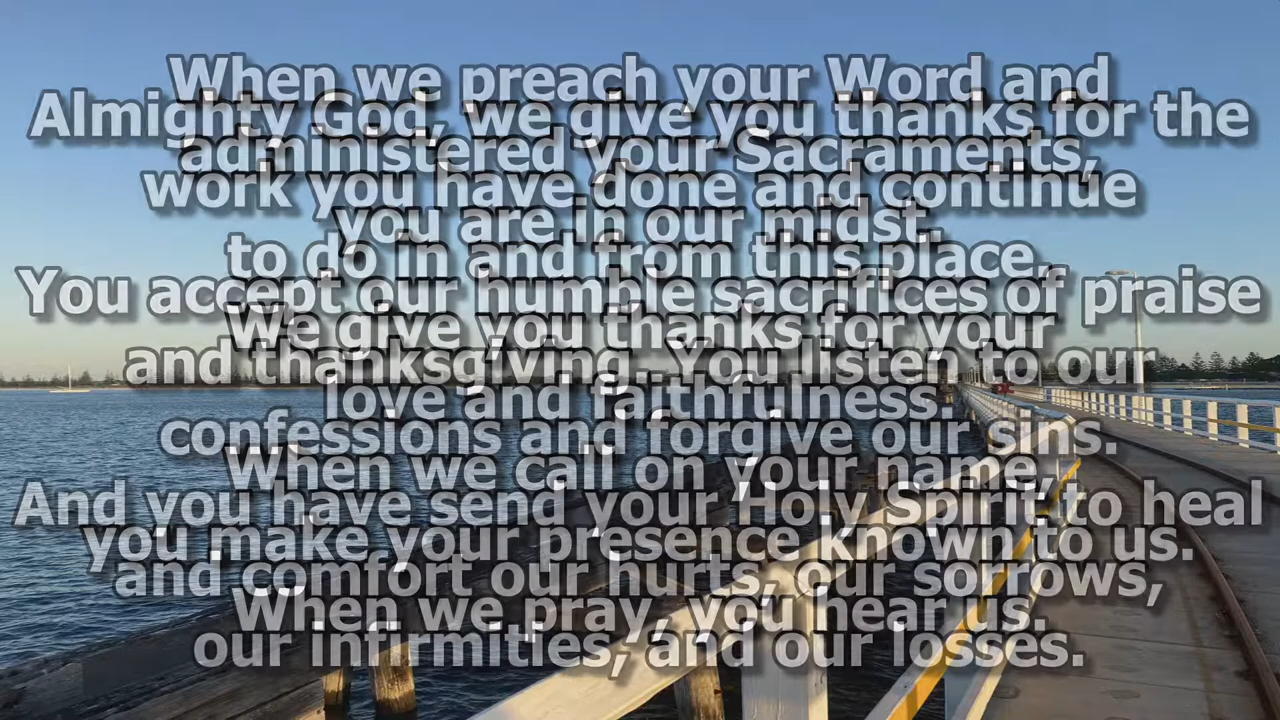 Almighty God, we give you thanks for the
work you have done and continue
to do in and from this place.
We give you thanks for your
love and faithfulness.
When we call on your name,
you make your presence known to us.
When we pray, you hear us.
When we preach your Word and
administered your Sacraments,
you are in our midst.
You accept our humble sacrifices of praise
and thanksgiving. You listen to our
confessions and forgive our sins.
And you have send your Holy Spirit to heal
and comfort our hurts, our sorrows,
our infirmities, and our losses.